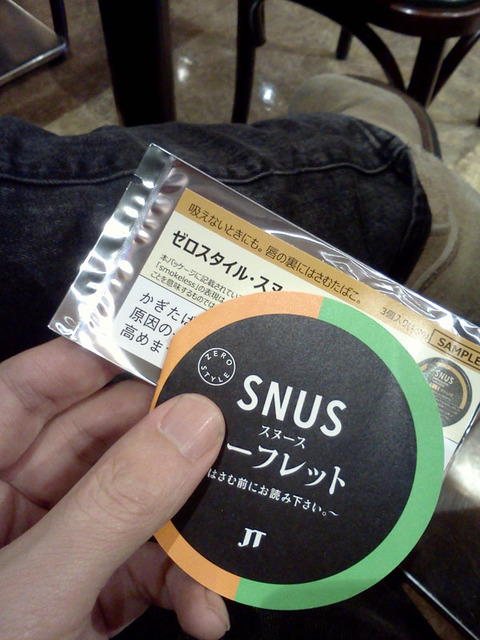 吸えないときにも。唇の裏にはさむたばこ。
ゼロスタイル・スヌ
本パッケージに記載されてい
「smokeless」の表現は
ことを意味するものでは
3個入り
SAMPLE
SNUS
かぎたば
原因の
高めま
ZERO STYLE
SNUS
スヌース
ーフレット
はさむ前にお読み下さい。～
JT